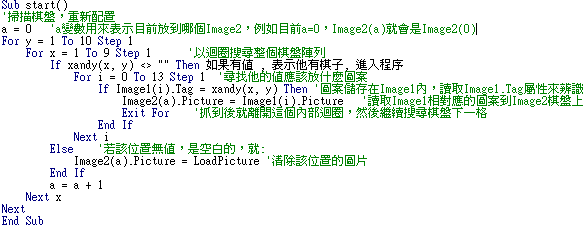 Sub start()
'掃描棋盤，重新配置
a = 0   'a變數用來表示目前放到哪個Image2，例如目前a=0，Image2(a)就會是Image2(0)
For y = 1 To 10 Step 1
For x = 1 To 9 Step 1     '以迴圈搜尋整個棋盤陣列
If xandy(x, y) <> "" Then 如果有值 , 表示他有棋子, 進入程序
For i = 0 To 13 Step 1  '尋找他的值應該放什麼圖案
If Image1(i).Tag = xandy(x, y) Then '圖案儲存在Image1內，讀取Image1.Tag屬性來辨識
Image2(a).Picture = Image1(i).Picture   '讀取Image1相對應的圖案到Image2棋盤上
Exit For    '抓到後就離開這個內部迴圈，然後繼續搜尋棋盤下一格
End If
Next i
Else    '若該位置無值，是空白的，就:
Image2(a).Picture = LoadPicture '清除該位置的圖片
End If
a = a + 1
Next x
Next
End Sub